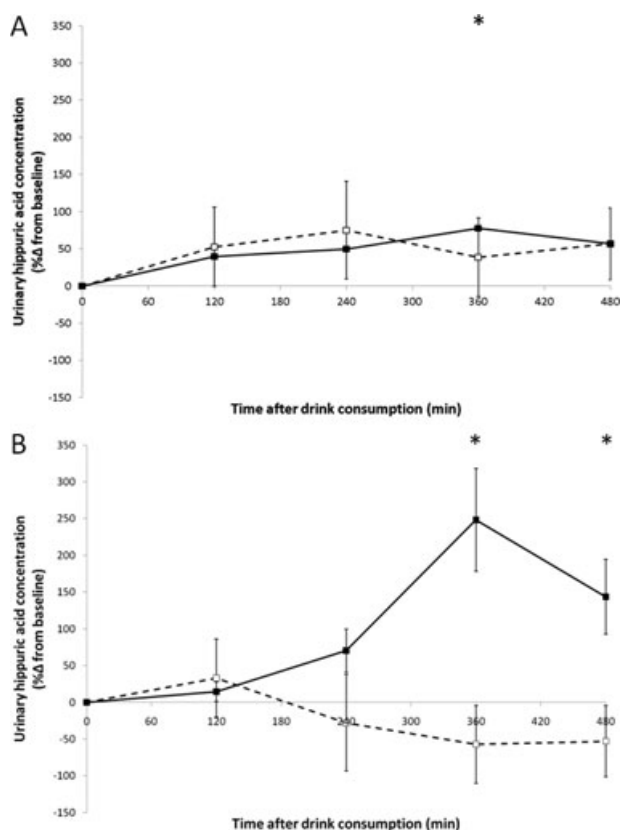 A
*
350
300
250
200
150
100
50
0
-50
-100
-150
0 60 120 180 240 300 360 420 480
Urinary hippuric acid concentration
(%Δ from baseline)
Time after drink consumption (min)
B
* *
350
300
250
200
150
100
50
0
-50
-100
-150
0 60 120 180 240 300 360 420 480
Urinary hippuric acid concentration
(%Δ from baseline)
Time after drink consumption (min)